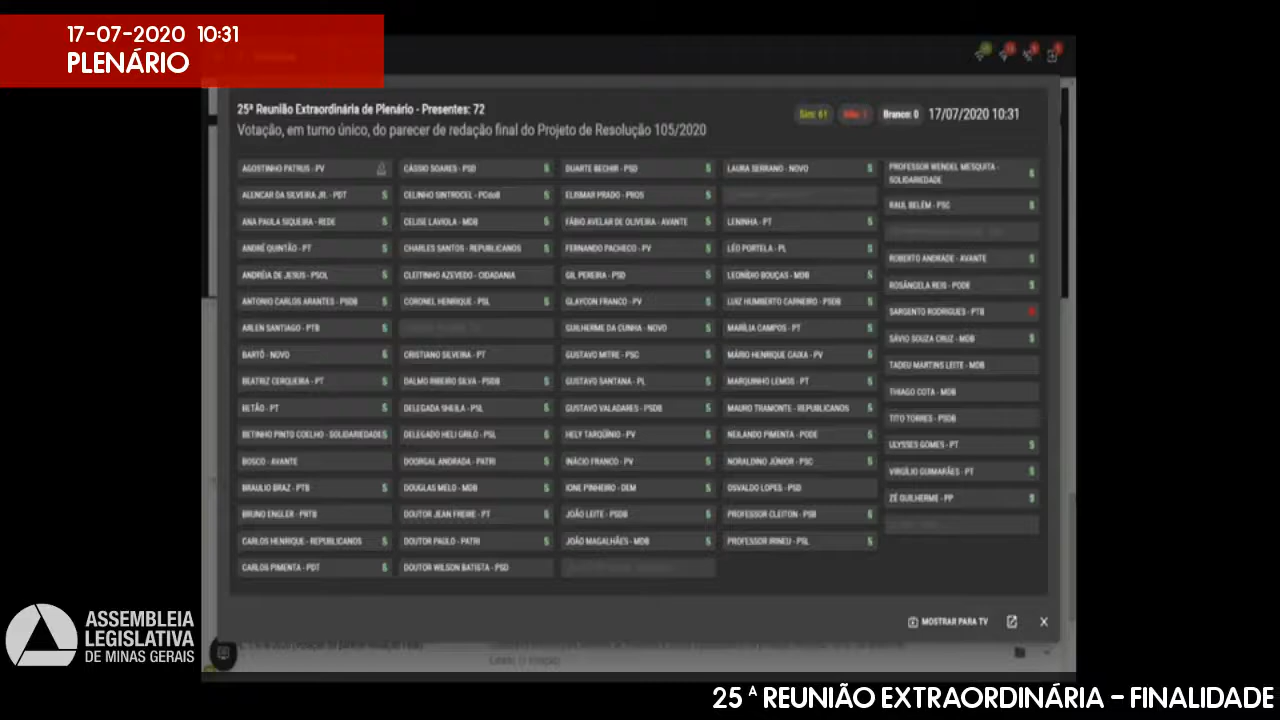 17-07-2020 10:31
PLENÁRIO
25ª Reunião Extraordinária de Plenário - Presentes: 72
Sim: 61
Não: 1
Branco: 0
17/07/2020 10:31
Votação, em turno único, do parecer de redação final do Projeto de Resolução 105/2020
AGOSTINHO PATRUS - PV
ALENCAR DA SILVEIRA JR. - PDT S
ANA PAULA SIQUEIRA - REDE S
ANDRÉ QUINTÃO - PT S
ANDRÉIA DE JESUS - PSOL S
ANTONIO CARLOS ARANTES - PSDB S
ARLEN SANTIAGO - PTB S
BARTÔ - NOVO S
BEATRIZ CERQUEIRA - PT S
BETÃO - PT S
BETINHO PINTO COELHO - SOLIDARIEDADE S
BOSCO - AVANTE
BRAULIO BRAZ - PTB S
BRUNO ENGLER - PRTB
CARLOS HENRIQUE - REPUBLICANOS S
CARLOS PIMENTA - PDT S
CÁSSIO SOARES - PSD S
CELINHO SINTROCEL - PCdoB S
CELISE LAVIOLA - MDB S
CHARLES SANTOS - REPUBLICANOS S
CLEITINHO AZEVEDO - CIDADANIA
CORONEL HENRIQUE - PSL S
CRISTIANO SILVEIRA - PT
DALMO RIBEIRO SILVA - PSDB S
DELEGADA SHEILA - PSL S
DELEGADO HELI GRILO - PSL S
DOORGAL ANDRADA - PATRI S
DOUGLAS MELO - MDB S
DOUTOR JEAN FREIRE - PT S
DOUTOR PAULO - PATRI S
DOUTOR WILSON BATISTA - PSD
DUARTE BECHIR - PSD S
ELISMAR PRADO - PROS S
FÁBIO AVELAR DE OLIVEIRA - AVANTE S
FERNANDO PACHECO - PV S
GIL PEREIRA - PSD S
GLAYCON FRANCO - PV S
GUILHERME DA CUNHA - NOVO S
GUSTAVO MITRE - PSC S
GUSTAVO SANTANA - PL S
GUSTAVO VALADARES - PSDB S
HELY TARQÜÍNIO - PV S
INÁCIO FRANCO - PV S
IONE PINHEIRO - DEM S
JOÃO LEITE - PSDB S
JOÃO MAGALHÃES - MDB S
LAURA SERRANO - NOVO S
LENINHA - PT S
LÉO PORTELA - PL S
LEONÍDIO BOUÇAS - MDB S
LUIZ HUMBERTO CARNEIRO - PSDB S
MARÍLIA CAMPOS - PT S
MÁRIO HENRIQUE CAIXA - PV S
MARQUINHO LEMOS - PT S
MAURO TRAMONTE - REPUBLICANOS S
NEILANDO PIMENTA - PODE S
NORALDINO JÚNIOR - PSC S
OSVALDO LOPES - PSD
PROFESSOR CLEITON - PSB S
PROFESSOR IRINEU - PSL S
PROFESSOR WENDEL MESQUITA -
SOLIDARIEDADE S
RAUL BELÉM - PSC S
ROBERTO ANDRADE - AVANTE S
ROSÂNGELA REIS - PODE S
SARGENTO RODRIGUES - PTB
SÁVIO SOUZA CRUZ - MDB S
TADEU MARTINS LEITE - MDB
THIAGO COTA - MDB
TITO TORRES - PSDB
ULYSSES GOMES - PT S
VIRGÍLIO GUIMARÃES - PT S
ZÉ GUILHERME - PP S
MOSTRAR PARA TV
X
ASSEMBLEIA
LEGISLATIVA
DE MINAS GERAIS
25 ª REUNIÃO EXTRAORDINÁRIA - FINALIDADE